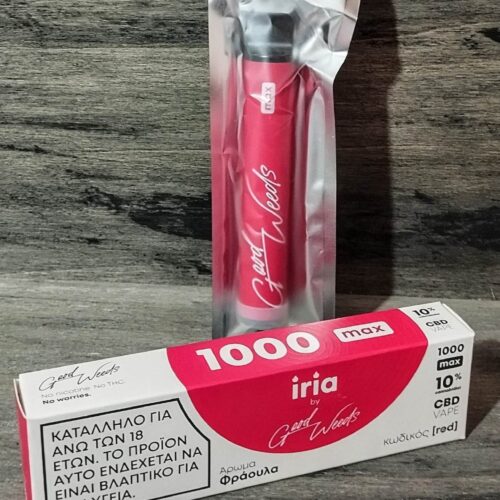 max
Good Weeds
1000 max
10%
CBD
VAPE
Good Weeds
No nicotine. No THC.
No worries.
iria
by
Good Weeds
1000
max
10%
CBD
VAPE
κωδικός [red]
Άρωμα
Φράουλα
ΚΑΤΑΛΛΗΛΟ ΓΙΑ
ΑΝΩ ΤΩΝ 18
ΕΤΩΝ. ΤΟ ΠΡΟΪΟΝ
ΑΥΤΟ ΕΝΔΕΧΕΤΑΙ ΝΑ
ΕΙΝΑΙ ΒΛΑΠΤΙΚΟ ΓΙΑ